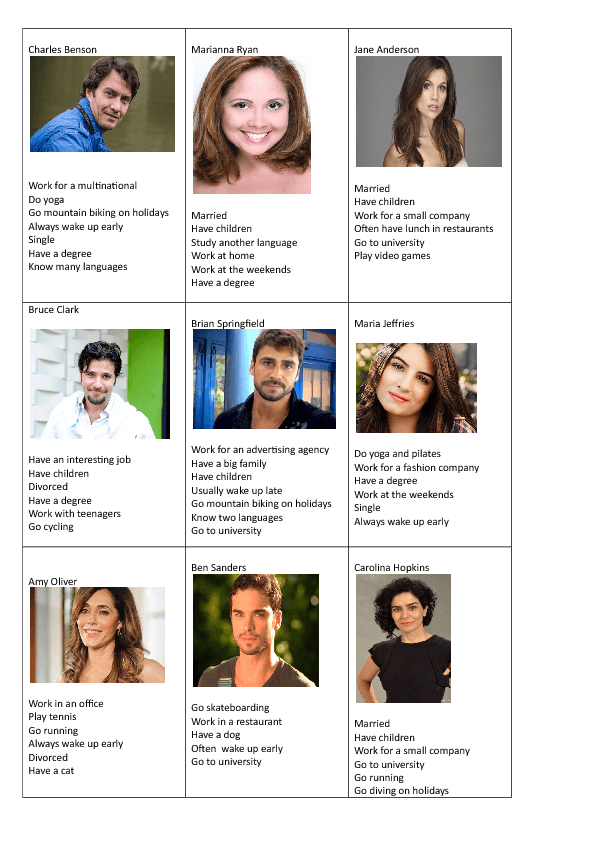 Charles Benson
Work for a multinational
Do yoga
Go mountain biking on holidays
Always wake up early
Single
Have a degree
Know many languages
Marianna Ryan
Married
Have children
Study another language
Work at home
Work at the weekends
Have a degree
Jane Anderson
Married
Have children
Work for a small company
Often have lunch in restaurants
Go to university
Play video games
Bruce Clark
Have an interesting job
Have children
Divorced
Have a degree
Work with teenagers
Go cycling
Brian Springfield
Work for an advertising agency
Have a big family
Have children
Usually wake up late
Go mountain biking on holidays
Know two languages
Go to university
Maria Jeffries
Do yoga and pilates
Work for a fashion company
Have a degree
Work at the weekends
Single
Always wake up early
Amy Oliver
Work in an office
Play tennis
Go running
Always wake up early
Divorced
Have a cat
Ben Sanders
Go skateboarding
Work in a restaurant
Have a dog
Often  wake up early
Go to university
Carolina Hopkins
Married
Have children
Work for a small company
Go to university
Go running
Go diving on holidays